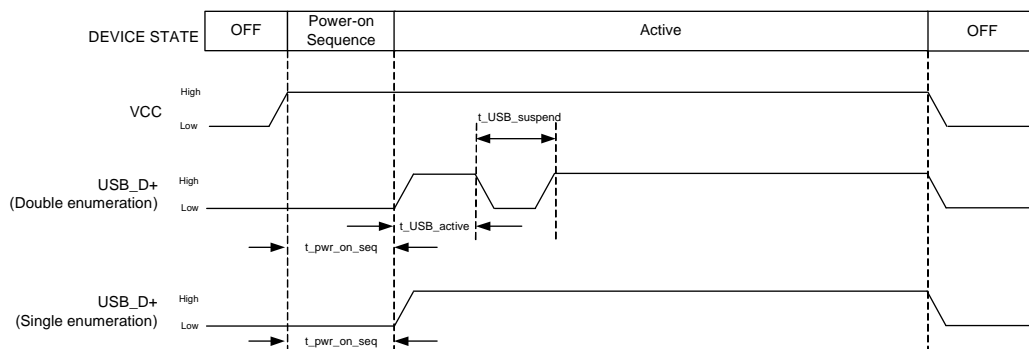 DEVICE STATE
OFF
Power-on
Sequence
Active
OFF
VCC
High
Low
t_USB_suspend
USB_D+
(Double enumeration)
High
Low
t_USB_active
t_pwr_on_seq
USB_D+
(Single enumeration)
High
Low
t_pwr_on_seq